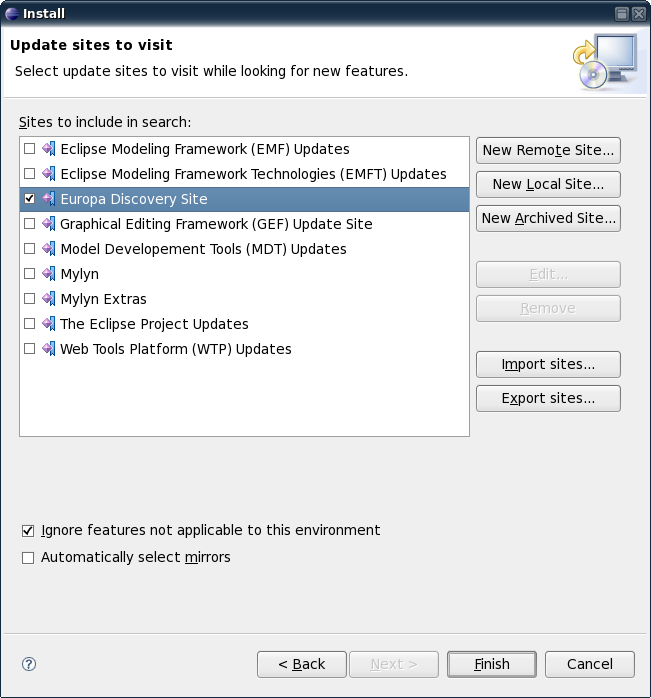 Install
Update sites to visit
Select update sites to visit while looking for new features.
Sites to include in search:
Eclipse Modeling Framework (EMF) Updates
Eclipse Modeling Framework Technologies (EMFT) Updates
Europa Discovery Site
Graphical Editing Framework (GEF) Update Site
Model Developement Tools (MDT) Updates
Mylyn
Mylyn Extras
The Eclipse Project Updates
Web Tools Platform (WTP) Updates
New Remote Site...
New Local Site...
New Archived Site...
Edit...
Remove
Import sites...
Export sites...
Ignore features not applicable to this environment
Automatically select mirrors
?
< Back
Next >
Finish
Cancel